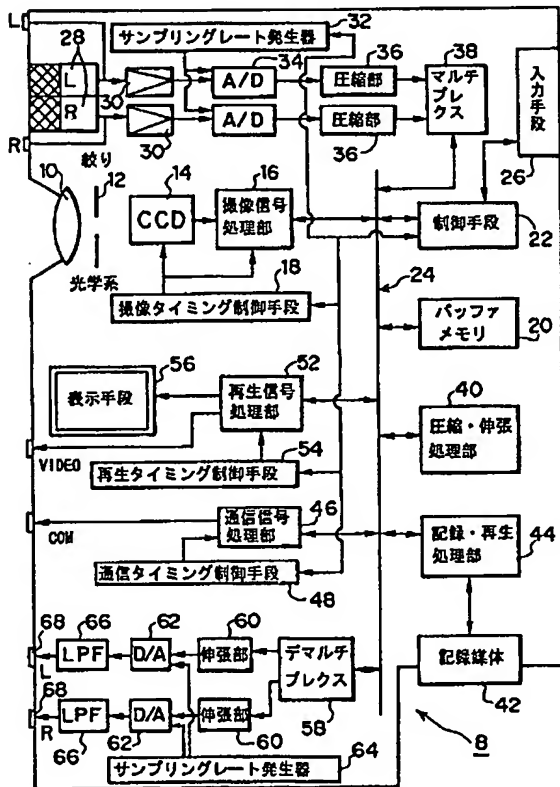 L
サンプリングレート発生器
32
28
L
34
36
38
A/D
圧縮部
マルチ
プレクス
30
入力手段
R
A/D
圧縮部
R
30
36
26
絞り
10
12
14
16
CCD
撮像信号
処理部
制御手段
22
光学系
18
24
撮像タイミング制御手段
バッファ
メモリ
20
56
52
表示手段
再生信号
処理部
40
圧縮・伸張
処理部
54
VIDEO
再生タイミング制御手段
46
COM
通信信号
処理部
記録・再生
処理部
44
通信タイミング制御手段
48
68
66
62
60
LPF
D/A
伸張部
デマルチ
プレクス
L
68
記録媒体
LPF
D/A
伸張部
58
42
R
66
62
60
64
8
サンプリングレート発生器